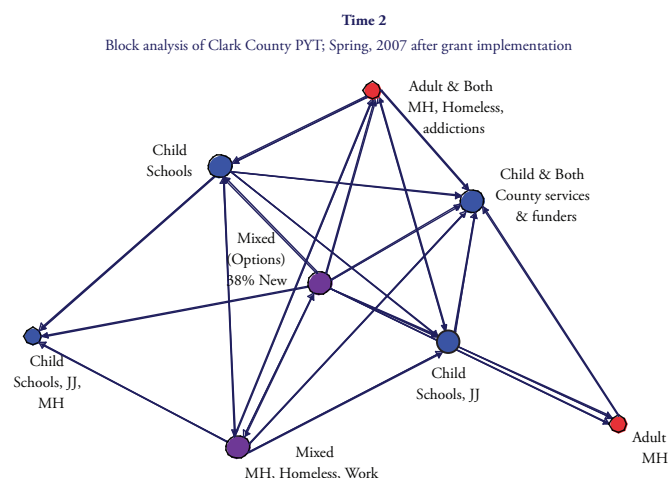 Time 2
Block analysis of Clark County PYT; Spring, 2007 after grant implementation
Adult & Both
MH, Homeless,
addictions
Child
Schools
Child & Both
County services
& funders
Mixed
(Options)
38% New
Child
Schools, JJ,
MH
Child
Schools, JJ
Adult
MH
Mixed
MH, Homeless, Work